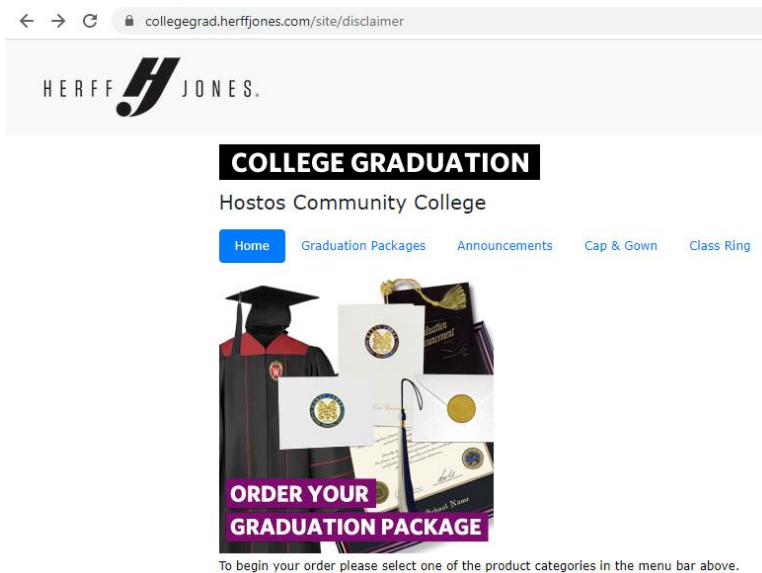 collegegrad.herffjones.com/site/disclaimer
HERFF JONES.
COLLEGE GRADUATION
Hostos Community College
Home Graduation Packages Announcements Cap & Gown Class Ring
W
ORDER YOUR
GRADUATION PACKAGE
School Name
To begin your order please select one of the product categories in the menu bar above.